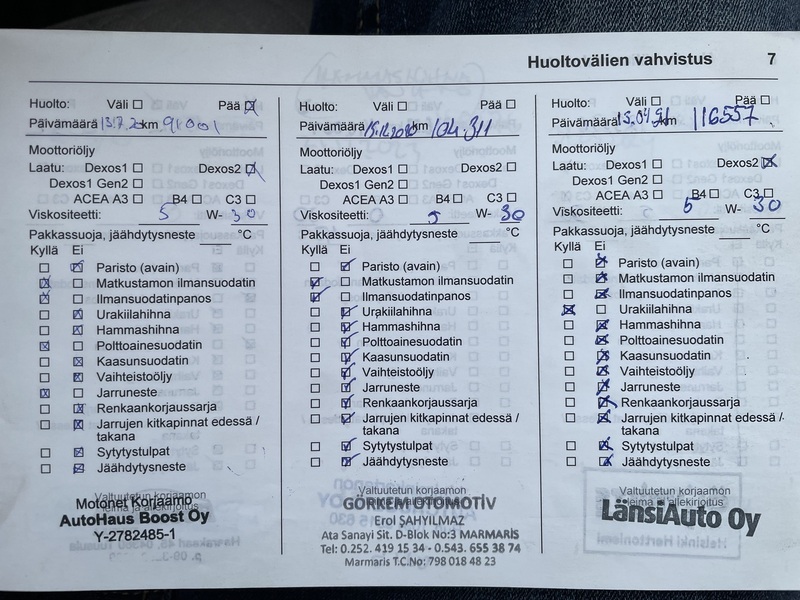 Huoltovälien vahvistus 7
Huolto: Väli Pää
Päivämäärä 13.7.20 km 91001
Moottoriöljy
Laatu: Dexos1 Dexos2
Dexos1 Gen2
ACEA A3 B4 C3
Viskositeetti: 5 W- 30
Pakkassuoja, jäähdytysneste °C
Kyllä Ei
Paristo (avain)
Matkustamon ilmansuodatin
Ilmansuodatinpanos
Urakiilahihna
Hammashihna
Polttoainesuodatin
Kaasunsuodatin
Vaihteistoöljy
Jarruneste
Renkaankorjaussarja
Jarrujen kitkapinnat edessä /
takana
Sytytystulpat
Jäähdytysneste
Valtuutetun korjaamon
leima ja allekirjoitus
Motonet Korjaamo
AutoHaus Boost Oy
Y-2782485-1
Huolto: Väli Pää
Päivämäärä km 104.311
Moottoriöljy
Laatu: Dexos1 Dexos2
Dexos1 Gen2
ACEA A3 B4 C3
Viskositeetti: 5 W- 30
Pakkassuoja, jäähdytysneste °C
Kyllä Ei
Paristo (avain)
Matkustamon ilmansuodatin
Ilmansuodatinpanos
Urakiilahihna
Hammashihna
Polttoainesuodatin
Kaasunsuodatin
Vaihteistoöljy
Jarruneste
Renkaankorjaussarja
Jarrujen kitkapinnat edessä /
takana
Sytytystulpat
Jäähdytysneste
Valtuutetun korjaamon
GÖRKEM OTOMOTİV
Erol ŞAHYILMAZ
Ata Sanayi Sit. D-Blok No:3 MARMARİS
Tel: 0.252. 419 15 34 - 0.543. 655 38 74
Marmaris T.C.No: 798 018 48 23
Huolto: Väli Pää
Päivämäärä km 116557
Moottoriöljy
Laatu: Dexos1 Dexos2
Dexos1 Gen2
ACEA A3 B4 C3
Viskositeetti: 5 W- 30
Pakkassuoja, jäähdytysneste °C
Kyllä Ei
Paristo (avain)
Matkustamon ilmansuodatin
Ilmansuodatinpanos
Urakiilahihna
Hammashihna
Polttoainesuodatin
Kaasunsuodatin
Vaihteistoöljy
Jarruneste
Renkaankorjaussarja
Jarrujen kitkapinnat edessä /
takana
Sytytystulpat
Jäähdytysneste
Valtuutetun korjaamon
leima ja allekirjoitus
LänsiAuto Oy